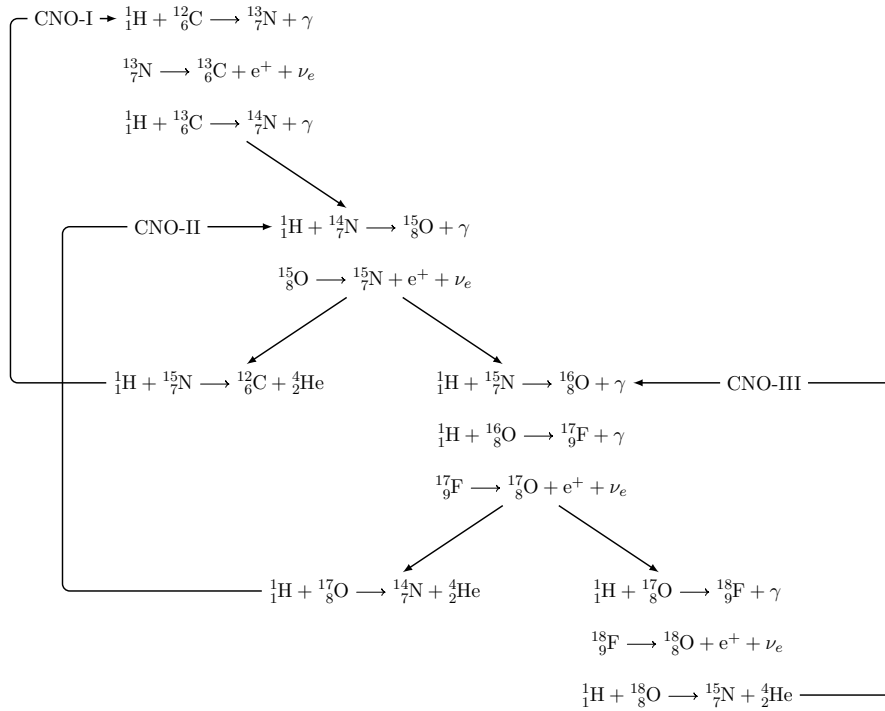 CNO-I → ¹₁H + ¹²₆C ⟶ ¹³₇N + γ
¹³₇N ⟶ ¹³₆C + e⁺ + νₑ
¹₁H + ¹³₆C ⟶ ¹⁴₇N + γ
CNO-II → ¹₁H + ¹⁴₇N ⟶ ¹⁵₈O + γ
¹⁵₈O ⟶ ¹⁵₇N + e⁺ + νₑ
¹₁H + ¹⁵₇N ⟶ ¹²₆C + ⁴₂He
¹₁H + ¹⁵₇N ⟶ ¹⁶₈O + γ ← CNO-III
¹₁H + ¹⁶₈O ⟶ ¹⁷₉F + γ
¹⁷₉F ⟶ ¹⁷₈O + e⁺ + νₑ
¹₁H + ¹⁷₈O ⟶ ¹⁴₇N + ⁴₂He
¹₁H + ¹⁷₈O ⟶ ¹⁸₉F + γ
¹⁸₉F ⟶ ¹⁸₈O + e⁺ + νₑ
¹₁H + ¹⁸₈O ⟶ ¹⁵₇N + ⁴₂He